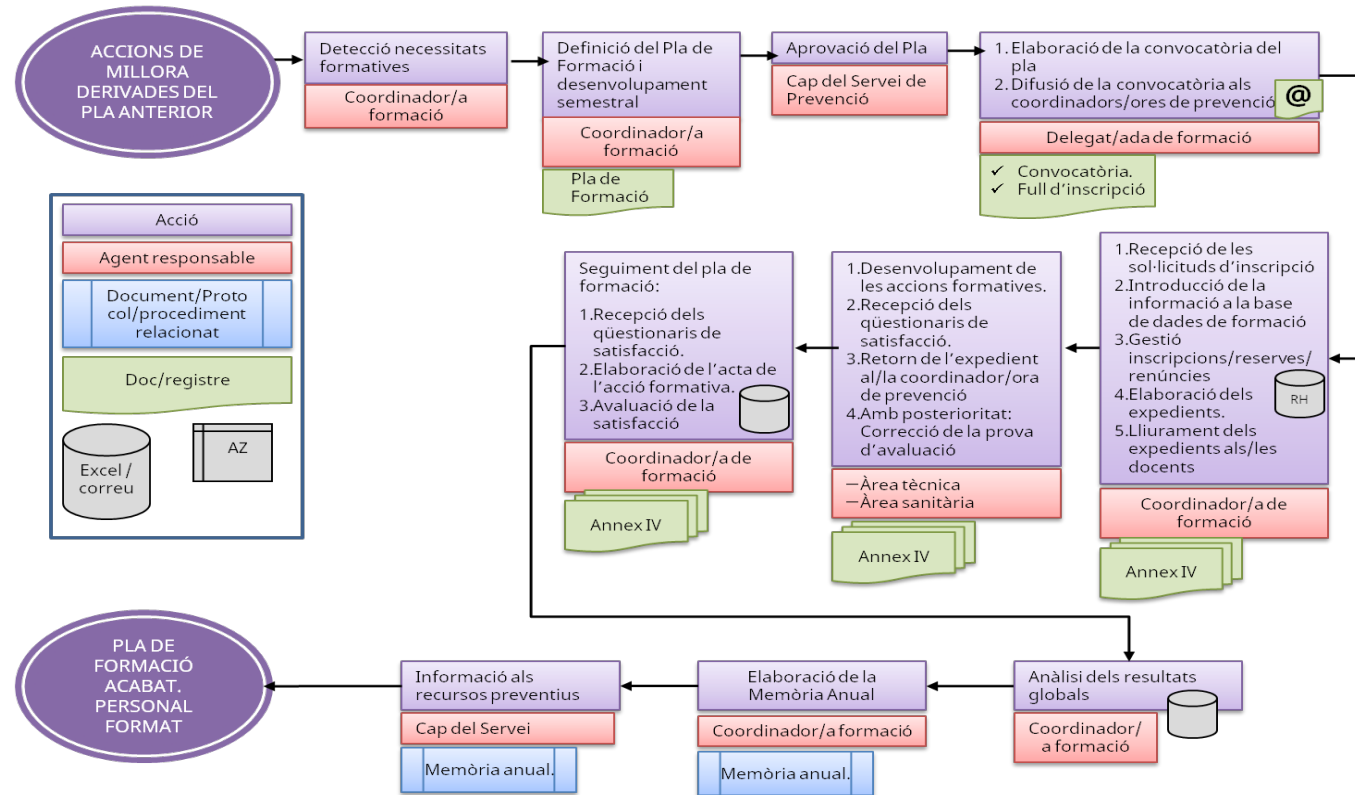 ACCIONS DE
MILLORA
DERIVADES DEL
PLA ANTERIOR
Detecció necessitats
formatives
Coordinador/a
formació
Definició del Pla de
Formació i
desenvolupament
semestral
Coordinador/a
formació
Pla de
Formació
Aprovació del Pla
Cap del Servei de
Prevenció
1. Elaboració de la convocatòria del
pla
2. Difusió de la convocatòria als
coordinadors/ores de prevenció
@
Delegat/ada de formació
✓ Convocatòria.
✓ Full d'inscripció
Acció
Agent responsable
Document/Proto
col/procediment
relacionat
Doc/registre
Excel /
correu
AZ
Seguiment del pla de
formació:
1.Recepció dels
qüestionaris de
satisfacció.
2.Elaboració de l'acta de
l'acció formativa.
3.Avaluació de la
satisfacció
Coordinador/a de
formació
Annex IV
1.Desenvolupament de
les accions formatives.
2.Recepció dels
qüestionaris de
satisfacció.
3.Retorn de l'expedient
al/la coordinador/ora
de prevenció
4.Amb posterioritat:
Correcció de la prova
d'avaluació
—Àrea tècnica
—Àrea sanitària
Annex IV
1.Recepció de les
sol·licituds d'inscripció
2.Introducció de la
informació a la base
de dades de formació
3.Gestió
inscripcions/reserves/
renúncies
4.Elaboració dels
expedients.
5.Lliurament dels
expedients als/les
docents
RH
Coordinador/a de
formació
Annex IV
PLA DE
FORMACIÓ
ACABAT.
PERSONAL
FORMAT
Informació als
recursos preventius
Cap del Servei
Memòria anual.
Elaboració de la
Memòria Anual
Coordinador/a formació
Memòria anual.
Anàlisi dels resultats
globals
Coordinador/
a formació